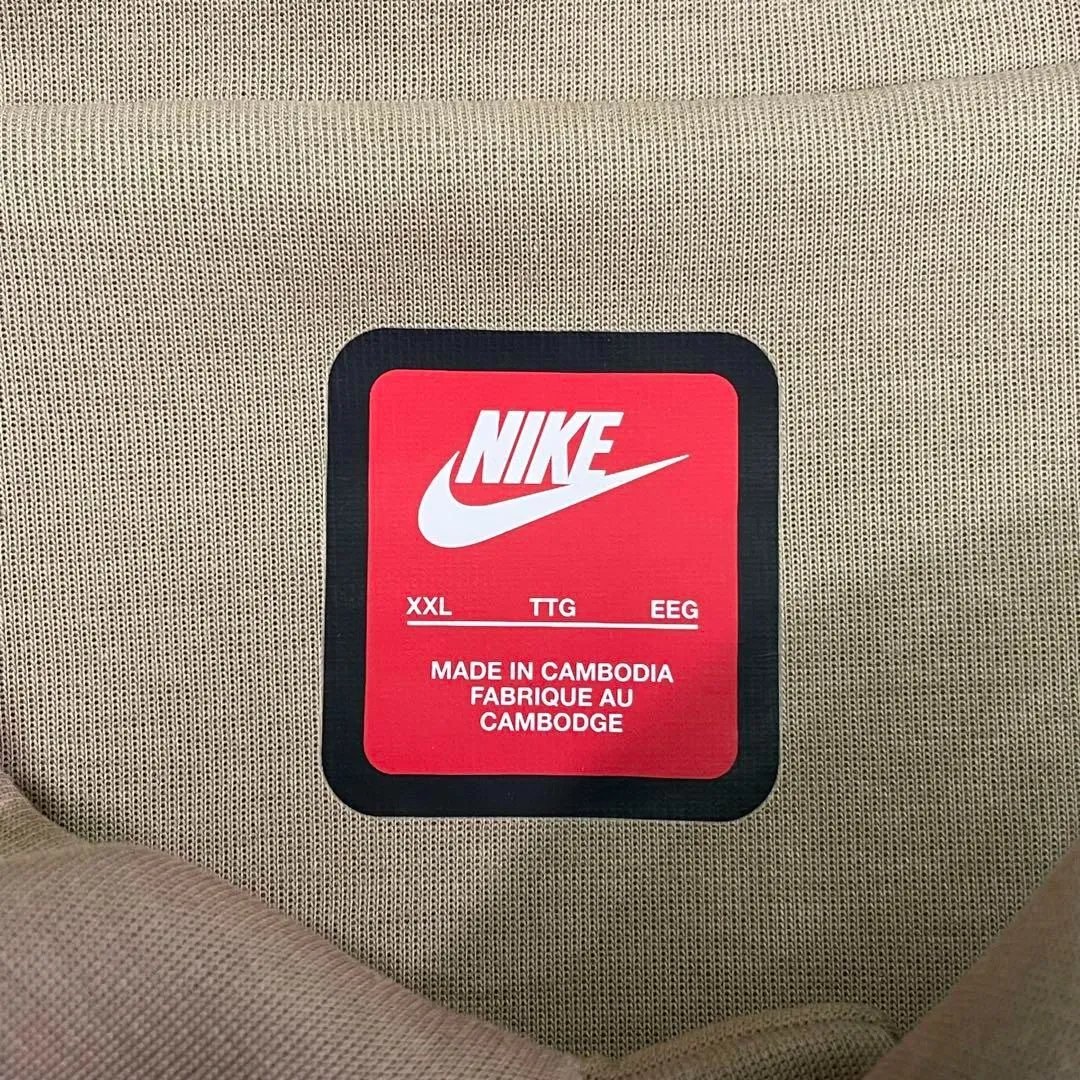 NIKE
XXL TTG EEG
MADE IN CAMBODIA
FABRIQUE AU
CAMBODGE